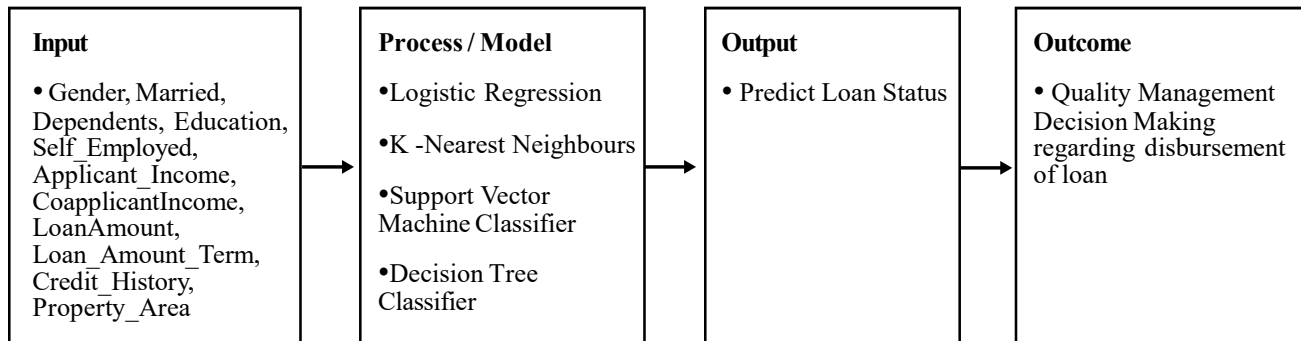 Input
• Gender, Married,
Dependents, Education,
Self_Employed,
Applicant_Income,
CoapplicantIncome,
LoanAmount,
Loan_Amount_Term,
Credit_History,
Property_Area
Process / Model
•Logistic Regression
•K -Nearest Neighbours
•Support Vector
Machine Classifier
•Decision Tree
Classifier
Output
• Predict Loan Status
Outcome
• Quality Management
Decision Making
regarding disbursement
of loan